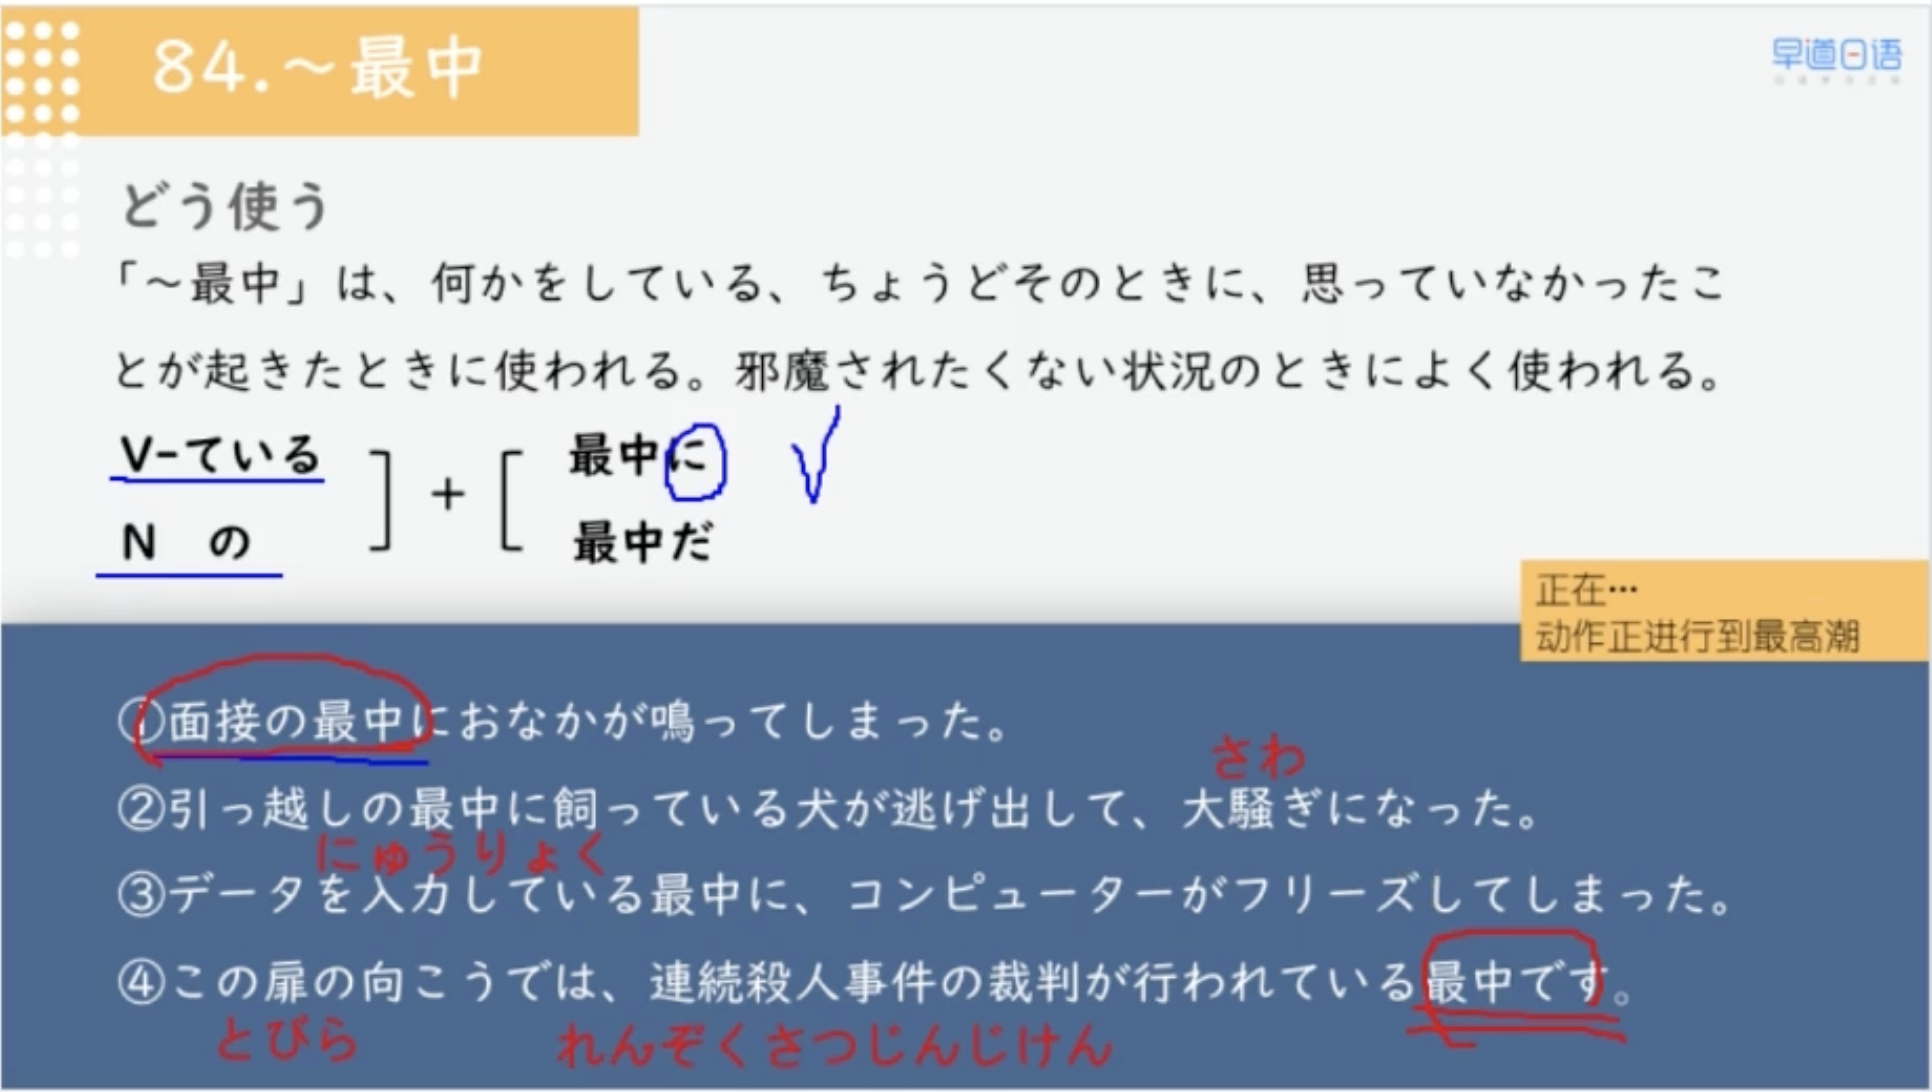 84.～最中
早道日语
どう使う
「～最中」は、何かをしている、ちょうどそのときに、思っていなかったこ
とが起きたときに使われる。邪魔されたくない状況のときによく使われる。
V-ている ] + [ 最中に
N の 最中だ
正在…
动作正进行到最高潮
①面接の最中におなかが鳴ってしまった。
さわ
②引っ越しの最中に飼っている犬が逃げ出して、大騒ぎになった。
にゅうりょく
③データを入力している最中に、コンピューターがフリーズしてしまった。
④この扉の向こうでは、連続殺人事件の裁判が行われている最中です。
とびら れんぞくさつじんじけん